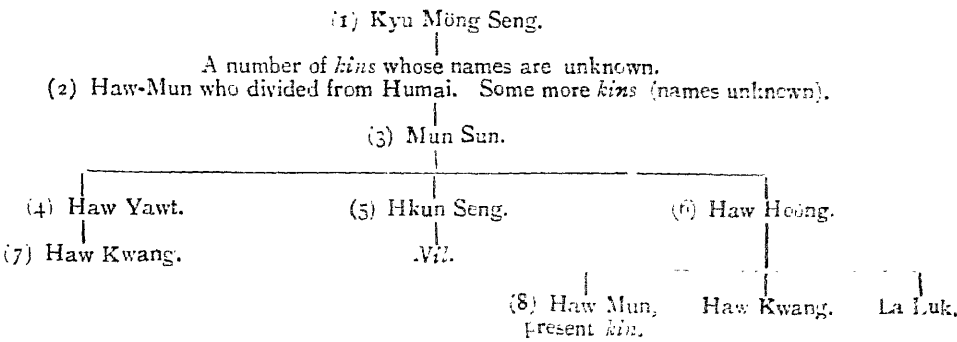 (1) Kyu Möng Seng.
A number of kins whose names are unknown.
(2) Haw-Mun who divided from Humai. Some more kins (names unknown).
(3) Mun Sun.
(4) Haw Yawt. (5) Hkun Seng. (6) Haw Hoöng.
(7) Haw Kwang. Nil.
(8) Haw Mun, Haw Kwang. La Luk.
present kin.